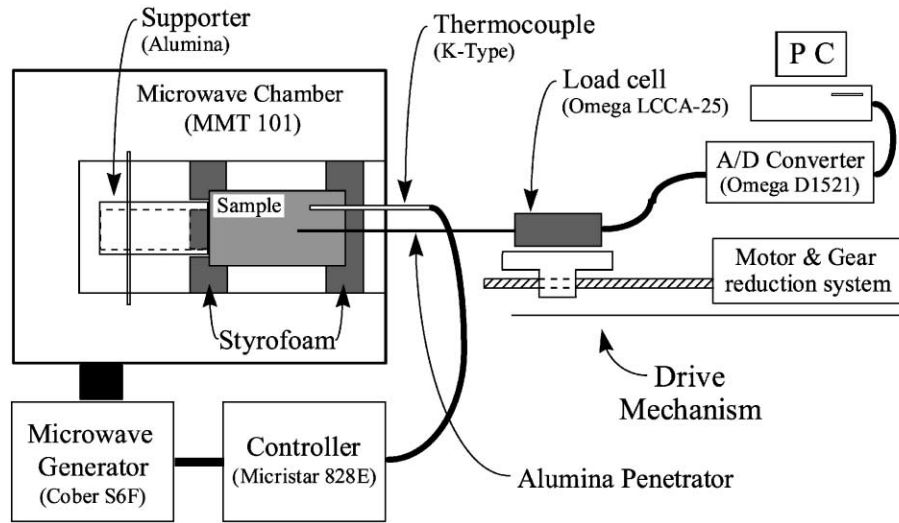 Supporter
(Alumina)
Thermocouple
(K-Type)
P C
Load cell
(Omega LCCA-25)
Microwave Chamber
(MMT 101)
A/D Converter
(Omega D1521)
Sample
Motor & Gear
reduction system
Styrofoam
Drive
Mechanism
Microwave
Generator
(Cober S6F)
Controller
(Micristar 828E)
Alumina Penetrator